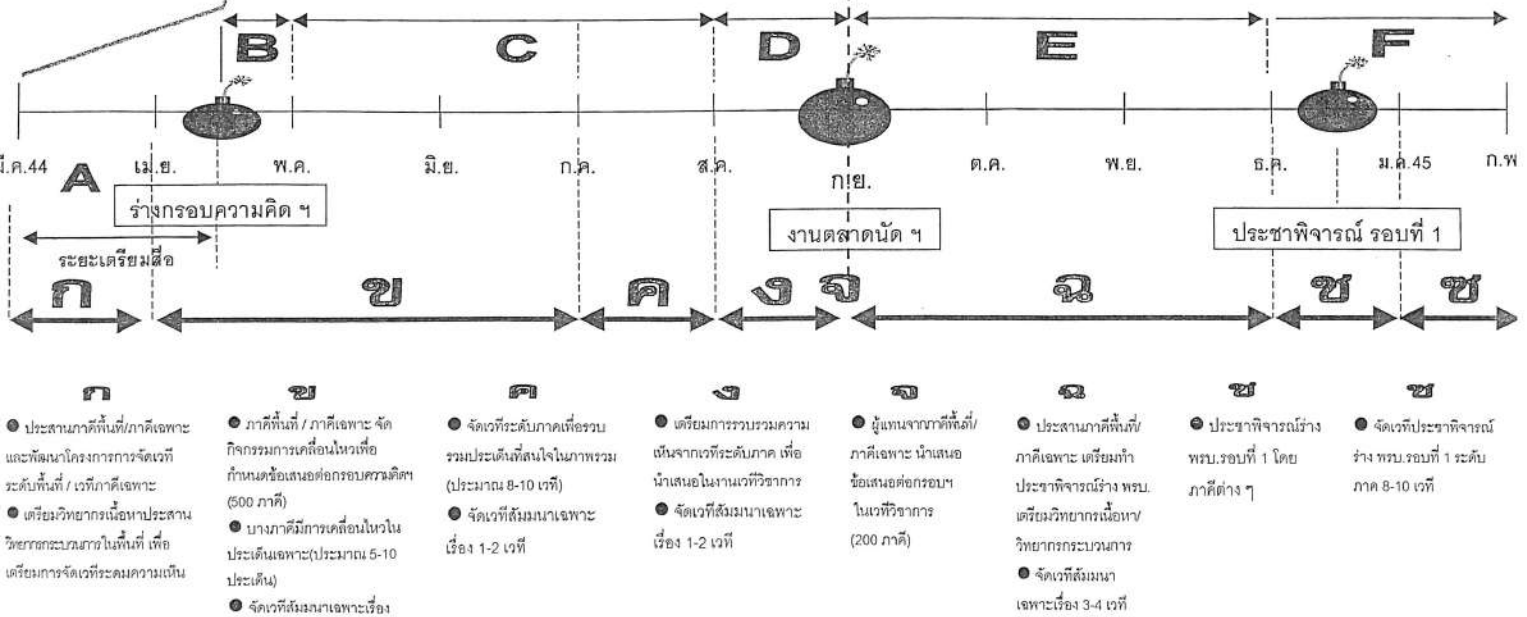 B C D E F
มี.ค.44 A เม.ย. พ.ค. มิ.ย. ก.ค. ส.ค. ก.ย. ต.ค. พ.ย. ธ.ค. ม.ค.45 ก.พ
ร่างกรอบความคิด ฯ
งานตลาดนัด ฯ
ประชาพิจารณ์ รอบที่ 1
ระยะเตรียมสื่อ
ก ข ค ง จ ฉ ช ซ
ก
● ประสานภาคีพื้นที่/ภาคีเฉพาะ
และพัฒนาโครงการการจัดเวที
ระดับพื้นที่ / เวทีภาคีเฉพาะ
● เตรียมวิทยากรเนื้อหาประสาน
วิทยากรกระบวนการในพื้นที่ เพื่อ
เตรียมการจัดเวทีระดมความเห็น
ข
● ภาคีพื้นที่ / ภาคีเฉพาะ จัด
กิจกรรมการเคลื่อนไหวเพื่อ
กำหนดข้อเสนอต่อกรอบความคิดฯ
(500 ภาคี)
● บางภาคีมีการเคลื่อนไหวใน
ประเด็นเฉพาะ(ประมาณ 5-10
ประเด็น)
● จัดเวทีสัมมนาเฉพาะเรื่อง
ค
● จัดเวทีระดับภาคเพื่อรวบ
รวมประเด็นที่สนใจในภาพรวม
(ประมาณ 8-10 เวที)
● จัดเวทีสัมมนาเฉพาะ
เรื่อง 1-2 เวที
ง
● เตรียมการรวบรวมความ
เห็นจากเวทีระดับภาค เพื่อ
นำเสนอในงานเวทีวิชาการ
● จัดเวทีสัมมนาเฉพาะ
เรื่อง 1-2 เวที
จ
● ผู้แทนจากภาคีพื้นที่/
ภาคีเฉพาะ นำเสนอ
ข้อเสนอต่อกรอบฯ
ในเวทีวิชาการ
(200 ภาคี)
ฉ
● ประสานภาคีพื้นที่/
ภาคีเฉพาะ เตรียมทำ
ประชาพิจารณ์ร่าง พรบ.
เตรียมวิทยากรเนื้อหา/
วิทยากรกระบวนการ
● จัดเวทีสัมมนา
เฉพาะเรื่อง 3-4 เวที
ช
● ประชาพิจารณ์ร่าง
พรบ.รอบที่ 1 โดย
ภาคีต่าง ๆ
ซ
● จัดเวทีประชาพิจารณ์
ร่าง พรบ.รอบที่ 1 ระดับ
ภาค 8-10 เวที